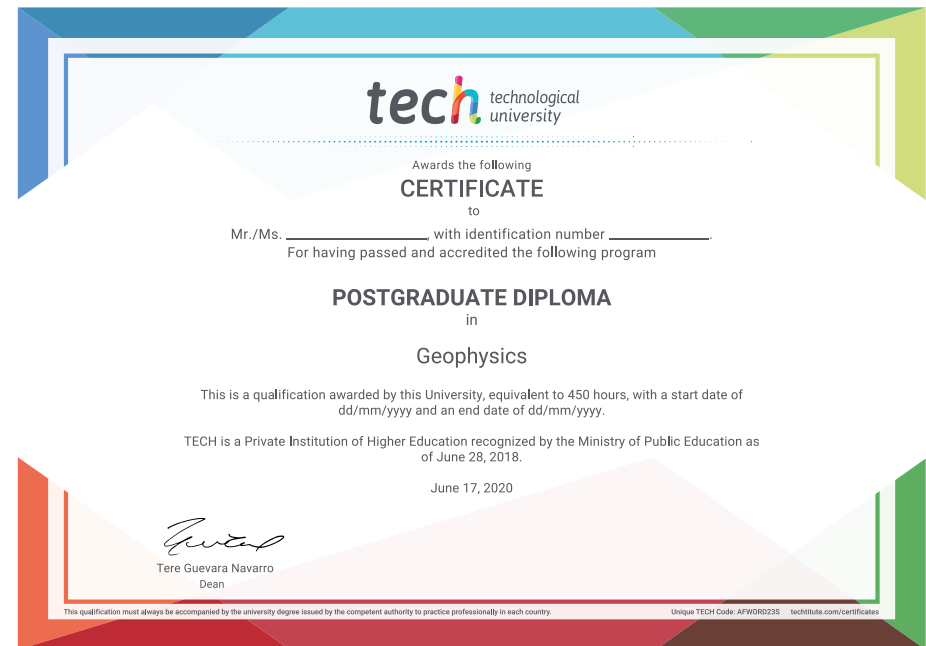 tech technological
university
Awards the following
CERTIFICATE
to
Mr./Ms. ____________________, with identification number ______________.
For having passed and accredited the following program
POSTGRADUATE DIPLOMA
in
Geophysics
This is a qualification awarded by this University, equivalent to 450 hours, with a start date of
dd/mm/yyyy and an end date of dd/mm/yyyy.
TECH is a Private Institution of Higher Education recognized by the Ministry of Public Education as
of June 28, 2018.
June 17, 2020
Tere Guevara Navarro
Dean
This qualification must always be accompanied by the university degree issued by the competent authority to practice professionally in each country.
Unique TECH Code: AFWORD23S techtitute.com/certificates